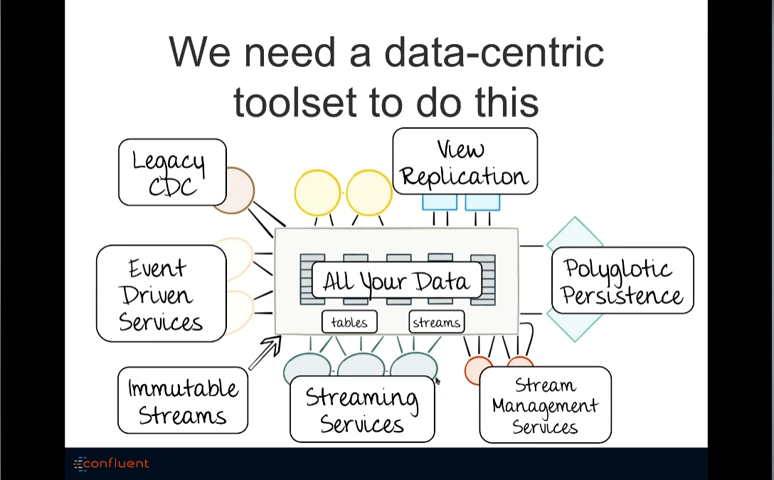 We need a data-centric
toolset to do this
Legacy
CDC
View
Replication
Event
Driven
Services
All Your Data
tables
streams
Polyglotic
Persistence
Immutable
Streams
Streaming
Services
Stream
Management
Services
confluent